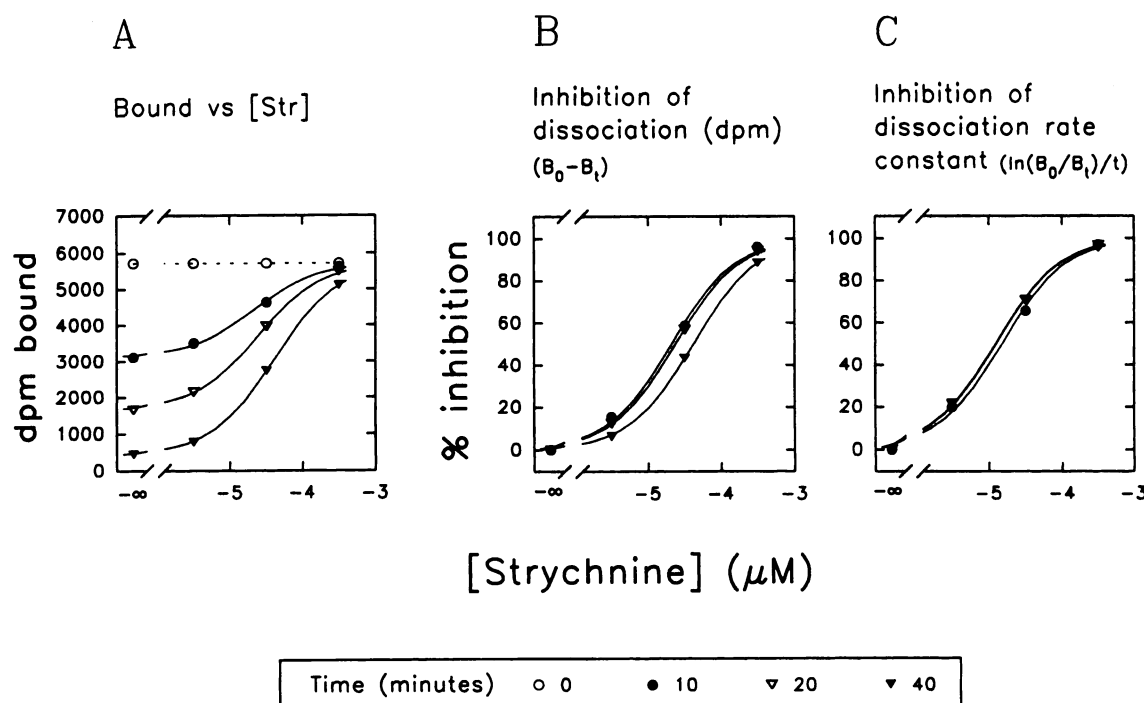 A
Bound vs [Str]
dpm bound
7000
6000
5000
4000
3000
2000
1000
0
-∞
-5
-4
-3
B
Inhibition of
dissociation (dpm)
(B₀-Bₜ)
% inhibition
100
80
60
40
20
0
-∞
-5
-4
-3
C
Inhibition of
dissociation rate
constant (ln(B₀/Bₜ)/t)
100
80
60
40
20
0
-∞
-5
-4
-3
[Strychnine] (μM)
Time (minutes) ○ 0 ● 10 ▽ 20 ▼ 40